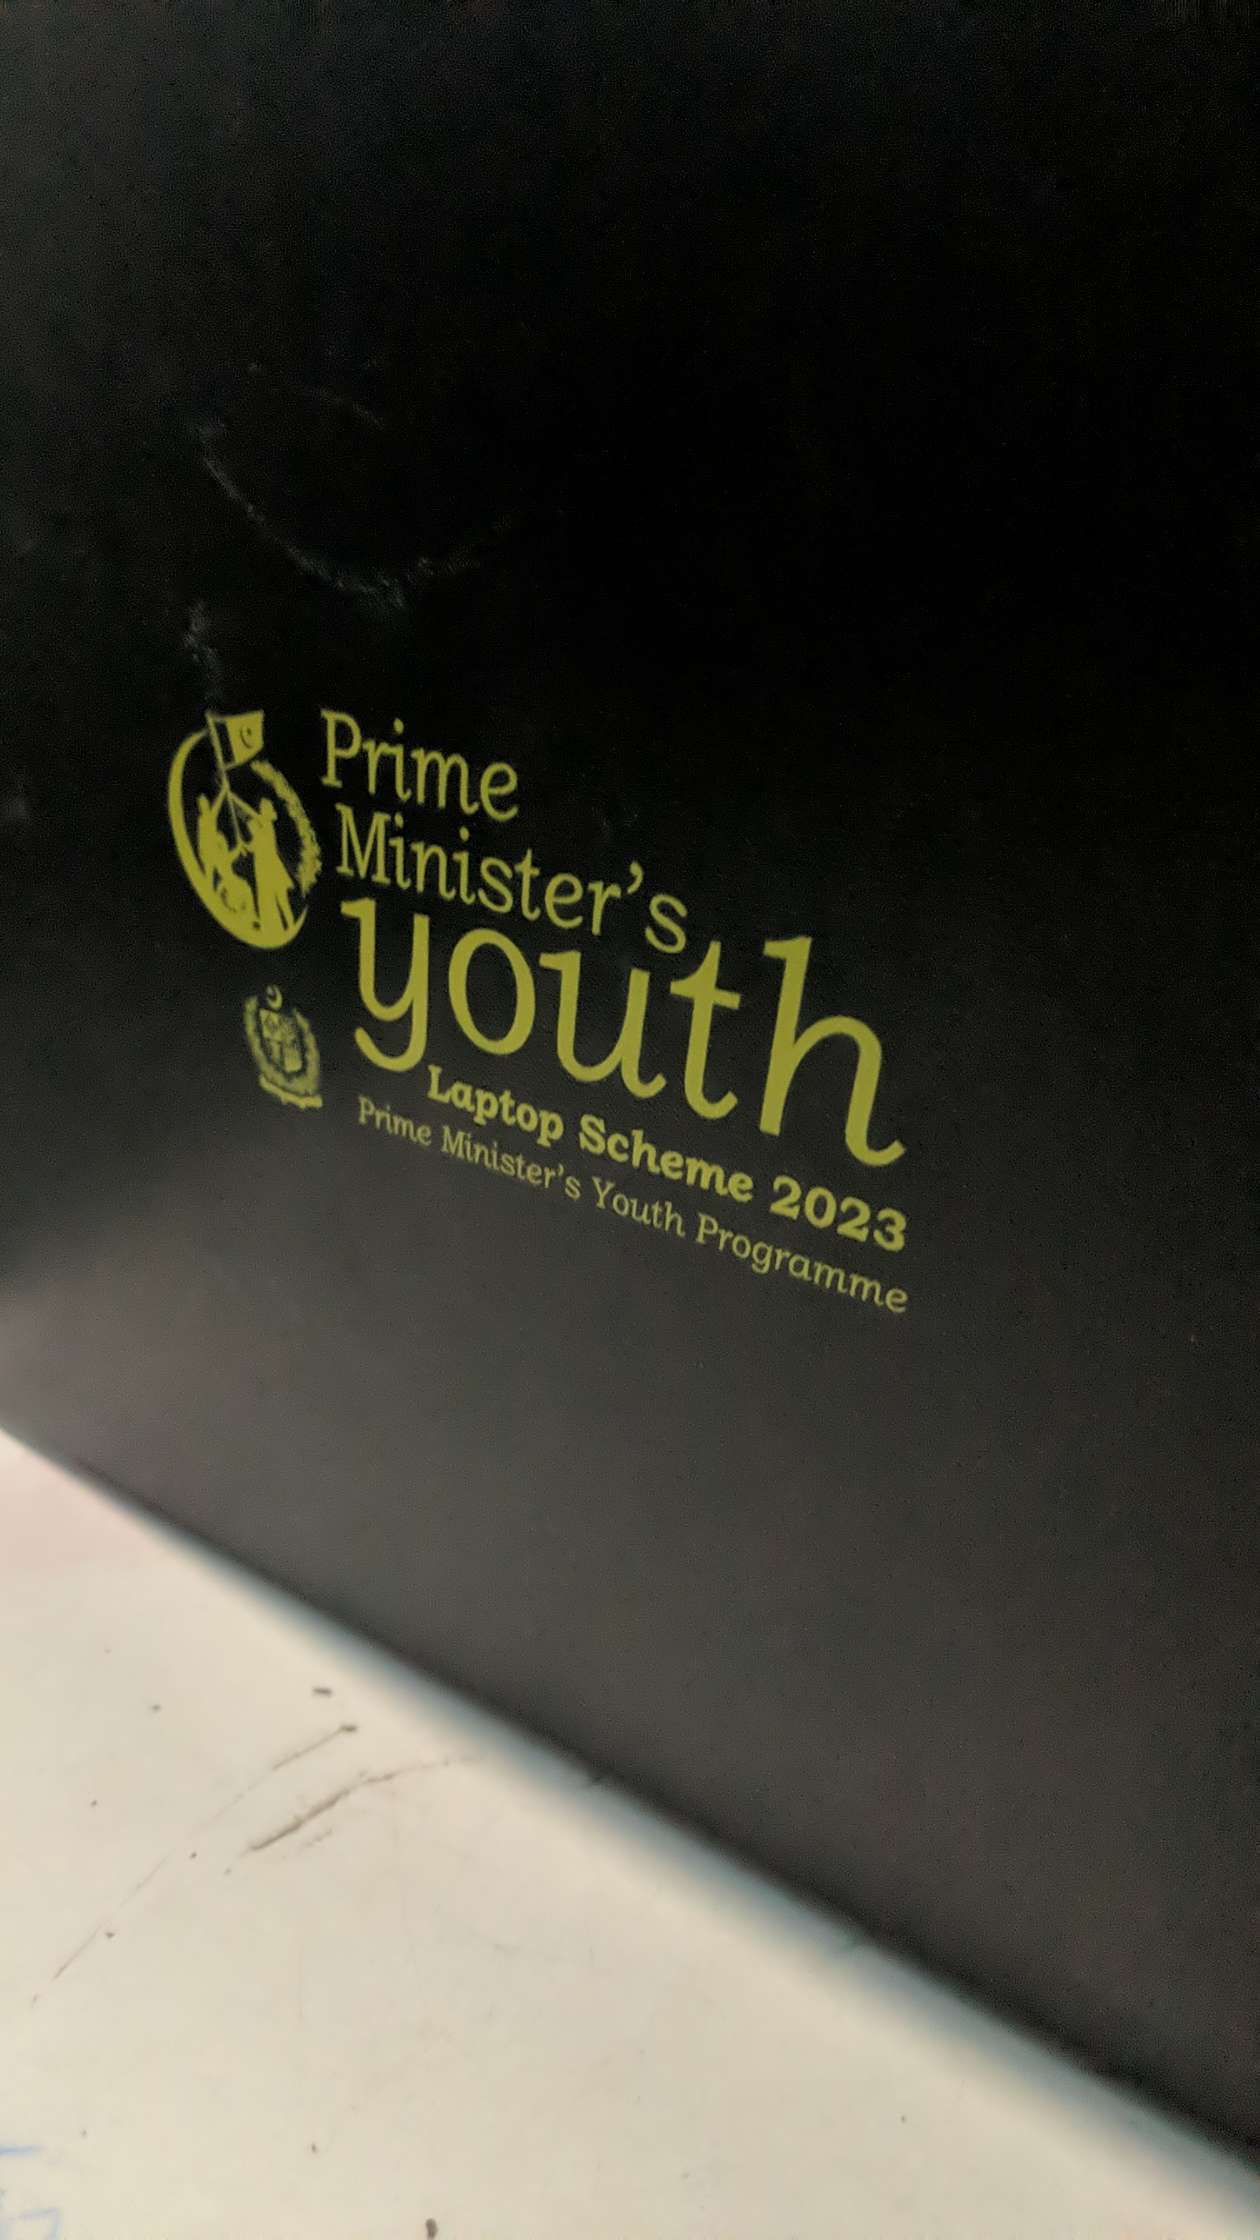 Prime
Minister's
youth
Laptop Scheme 2023
Prime Minister's Youth Programme